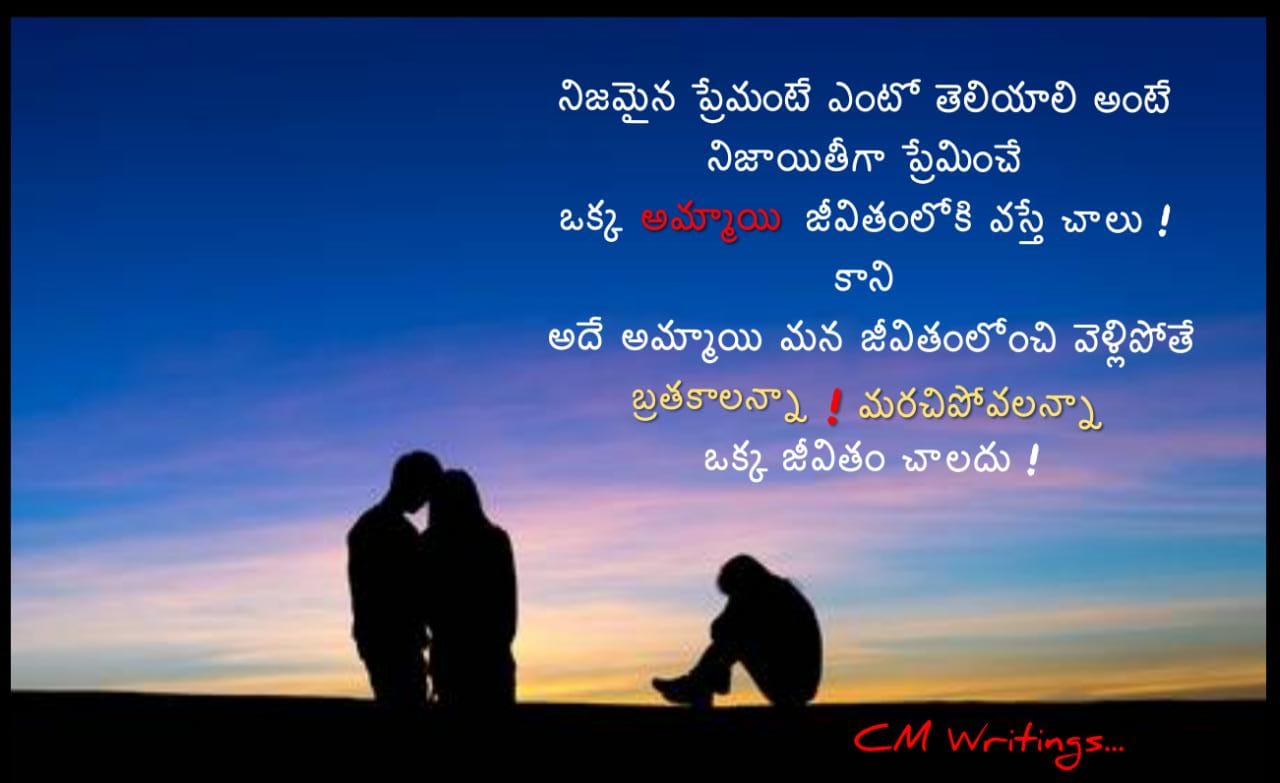 నిజమైన ప్రేమంటే ఎంటో తెలియాలి అంటే
నిజాయితీగా ప్రేమించే
ఒక్క అమ్మాయి జీవితంలోకి వస్తే చాలు !
కాని
అదే అమ్మాయి మన జీవితంలోంచి వెళ్లిపోతే
బ్రతకాలన్నా ! మరచిపోవలన్నా
ఒక్క జీవితం చాలదు !
CM Writings...